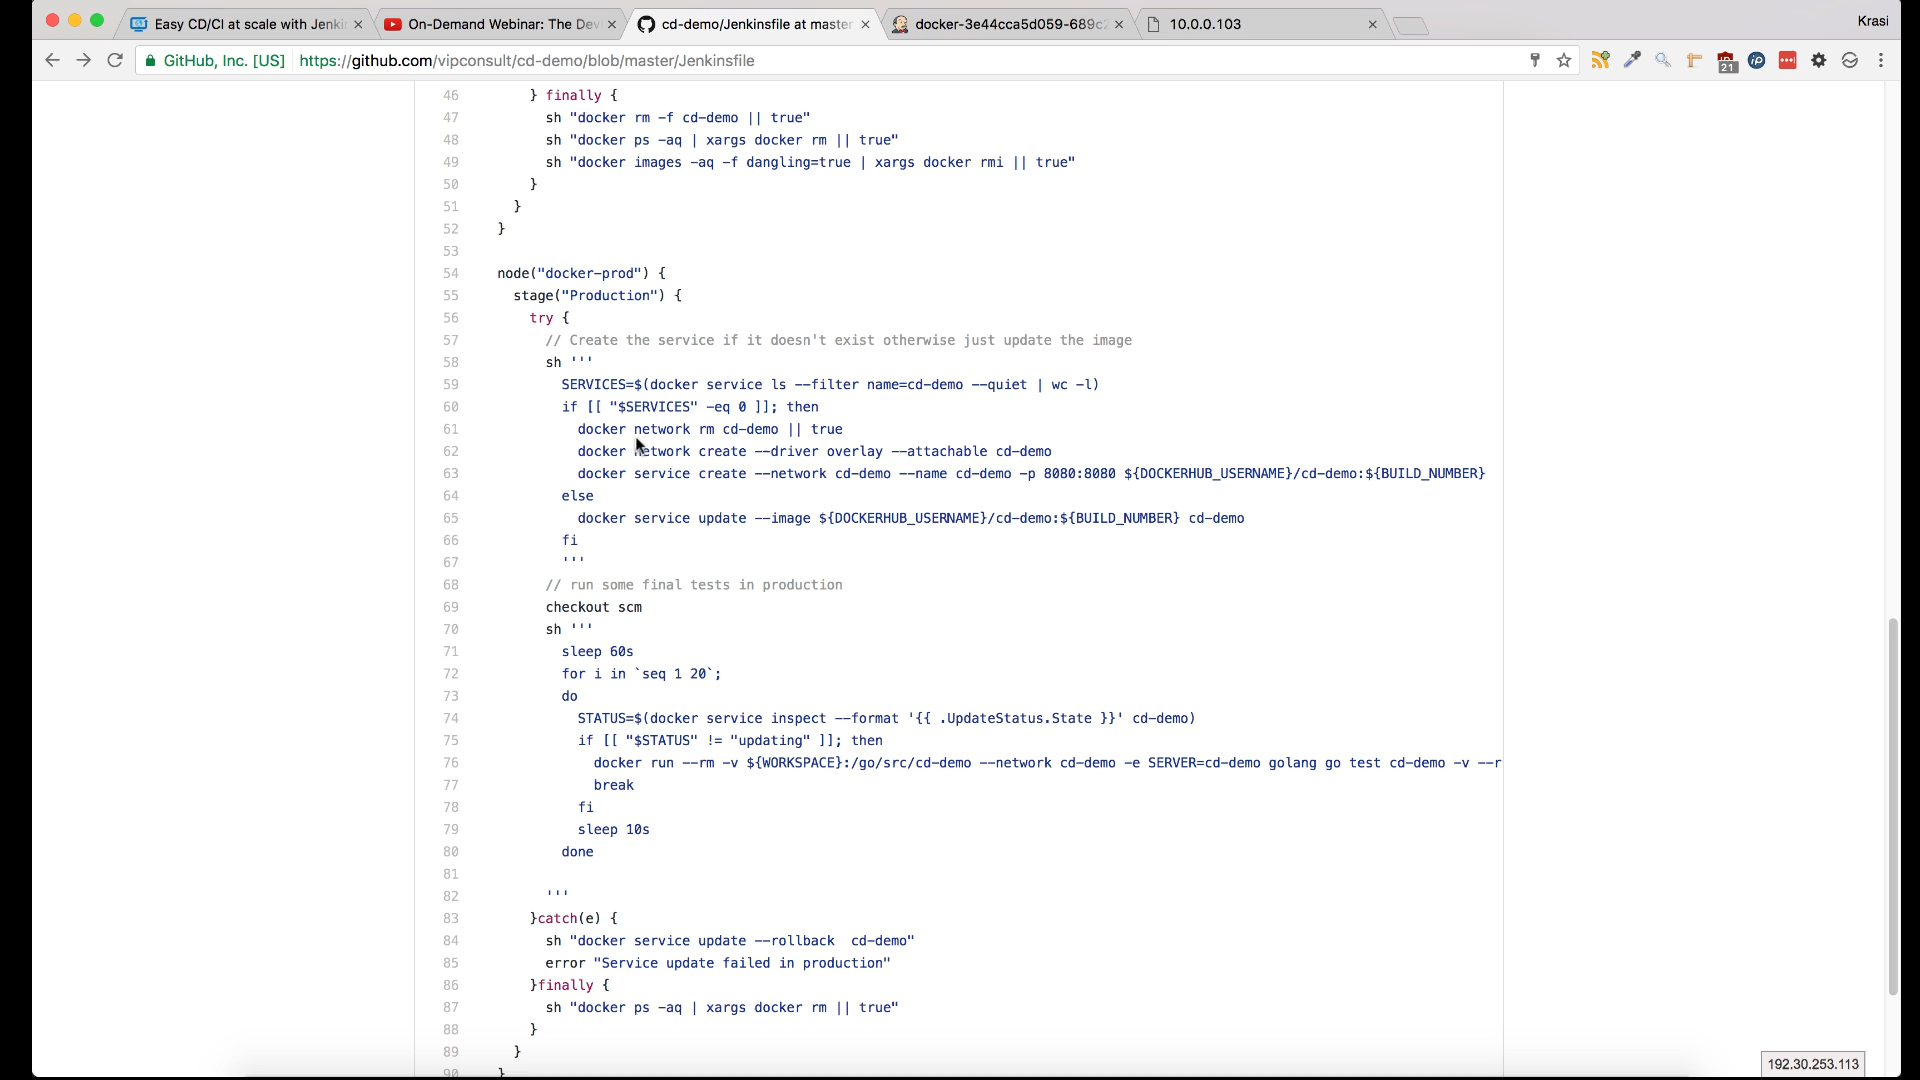 Easy CD/CI at scale with Jenki
On-Demand Webinar: The Dev
cd-demo/Jenkinsfile at master
docker-3e44cca5d059-689c
10.0.0.103
Krasi
GitHub, Inc. [US]
https://github.com/vipconsult/cd-demo/blob/master/Jenkinsfile
21
46 } finally {
47 sh "docker rm -f cd-demo || true"
48 sh "docker ps -aq | xargs docker rm || true"
49 sh "docker images -aq -f dangling=true | xargs docker rmi || true"
50 }
51 }
52 }
53
54 node("docker-prod") {
55 stage("Production") {
56 try {
57 // Create the service if it doesn't exist otherwise just update the image
58 sh '''
59 SERVICES=$(docker service ls --filter name=cd-demo --quiet | wc -l)
60 if [[ "$SERVICES" -eq 0 ]]; then
61 docker network rm cd-demo || true
62 docker network create --driver overlay --attachable cd-demo
63 docker service create --network cd-demo --name cd-demo -p 8080:8080 ${DOCKERHUB_USERNAME}/cd-demo:${BUILD_NUMBER}
64 else
65 docker service update --image ${DOCKERHUB_USERNAME}/cd-demo:${BUILD_NUMBER} cd-demo
66 fi
67 '''
68 // run some final tests in production
69 checkout scm
70 sh '''
71 sleep 60s
72 for i in `seq 1 20`;
73 do
74 STATUS=$(docker service inspect --format '{{ .UpdateStatus.State }}' cd-demo)
75 if [[ "$STATUS" != "updating" ]]; then
76 docker run --rm -v ${WORKSPACE}:/go/src/cd-demo --network cd-demo -e SERVER=cd-demo golang go test cd-demo -v --r
77 break
78 fi
79 sleep 10s
80 done
81
82 '''
83 }catch(e) {
84 sh "docker service update --rollback  cd-demo"
85 error "Service update failed in production"
86 }finally {
87 sh "docker ps -aq | xargs docker rm || true"
88 }
89 }
90 }
192.30.253.113